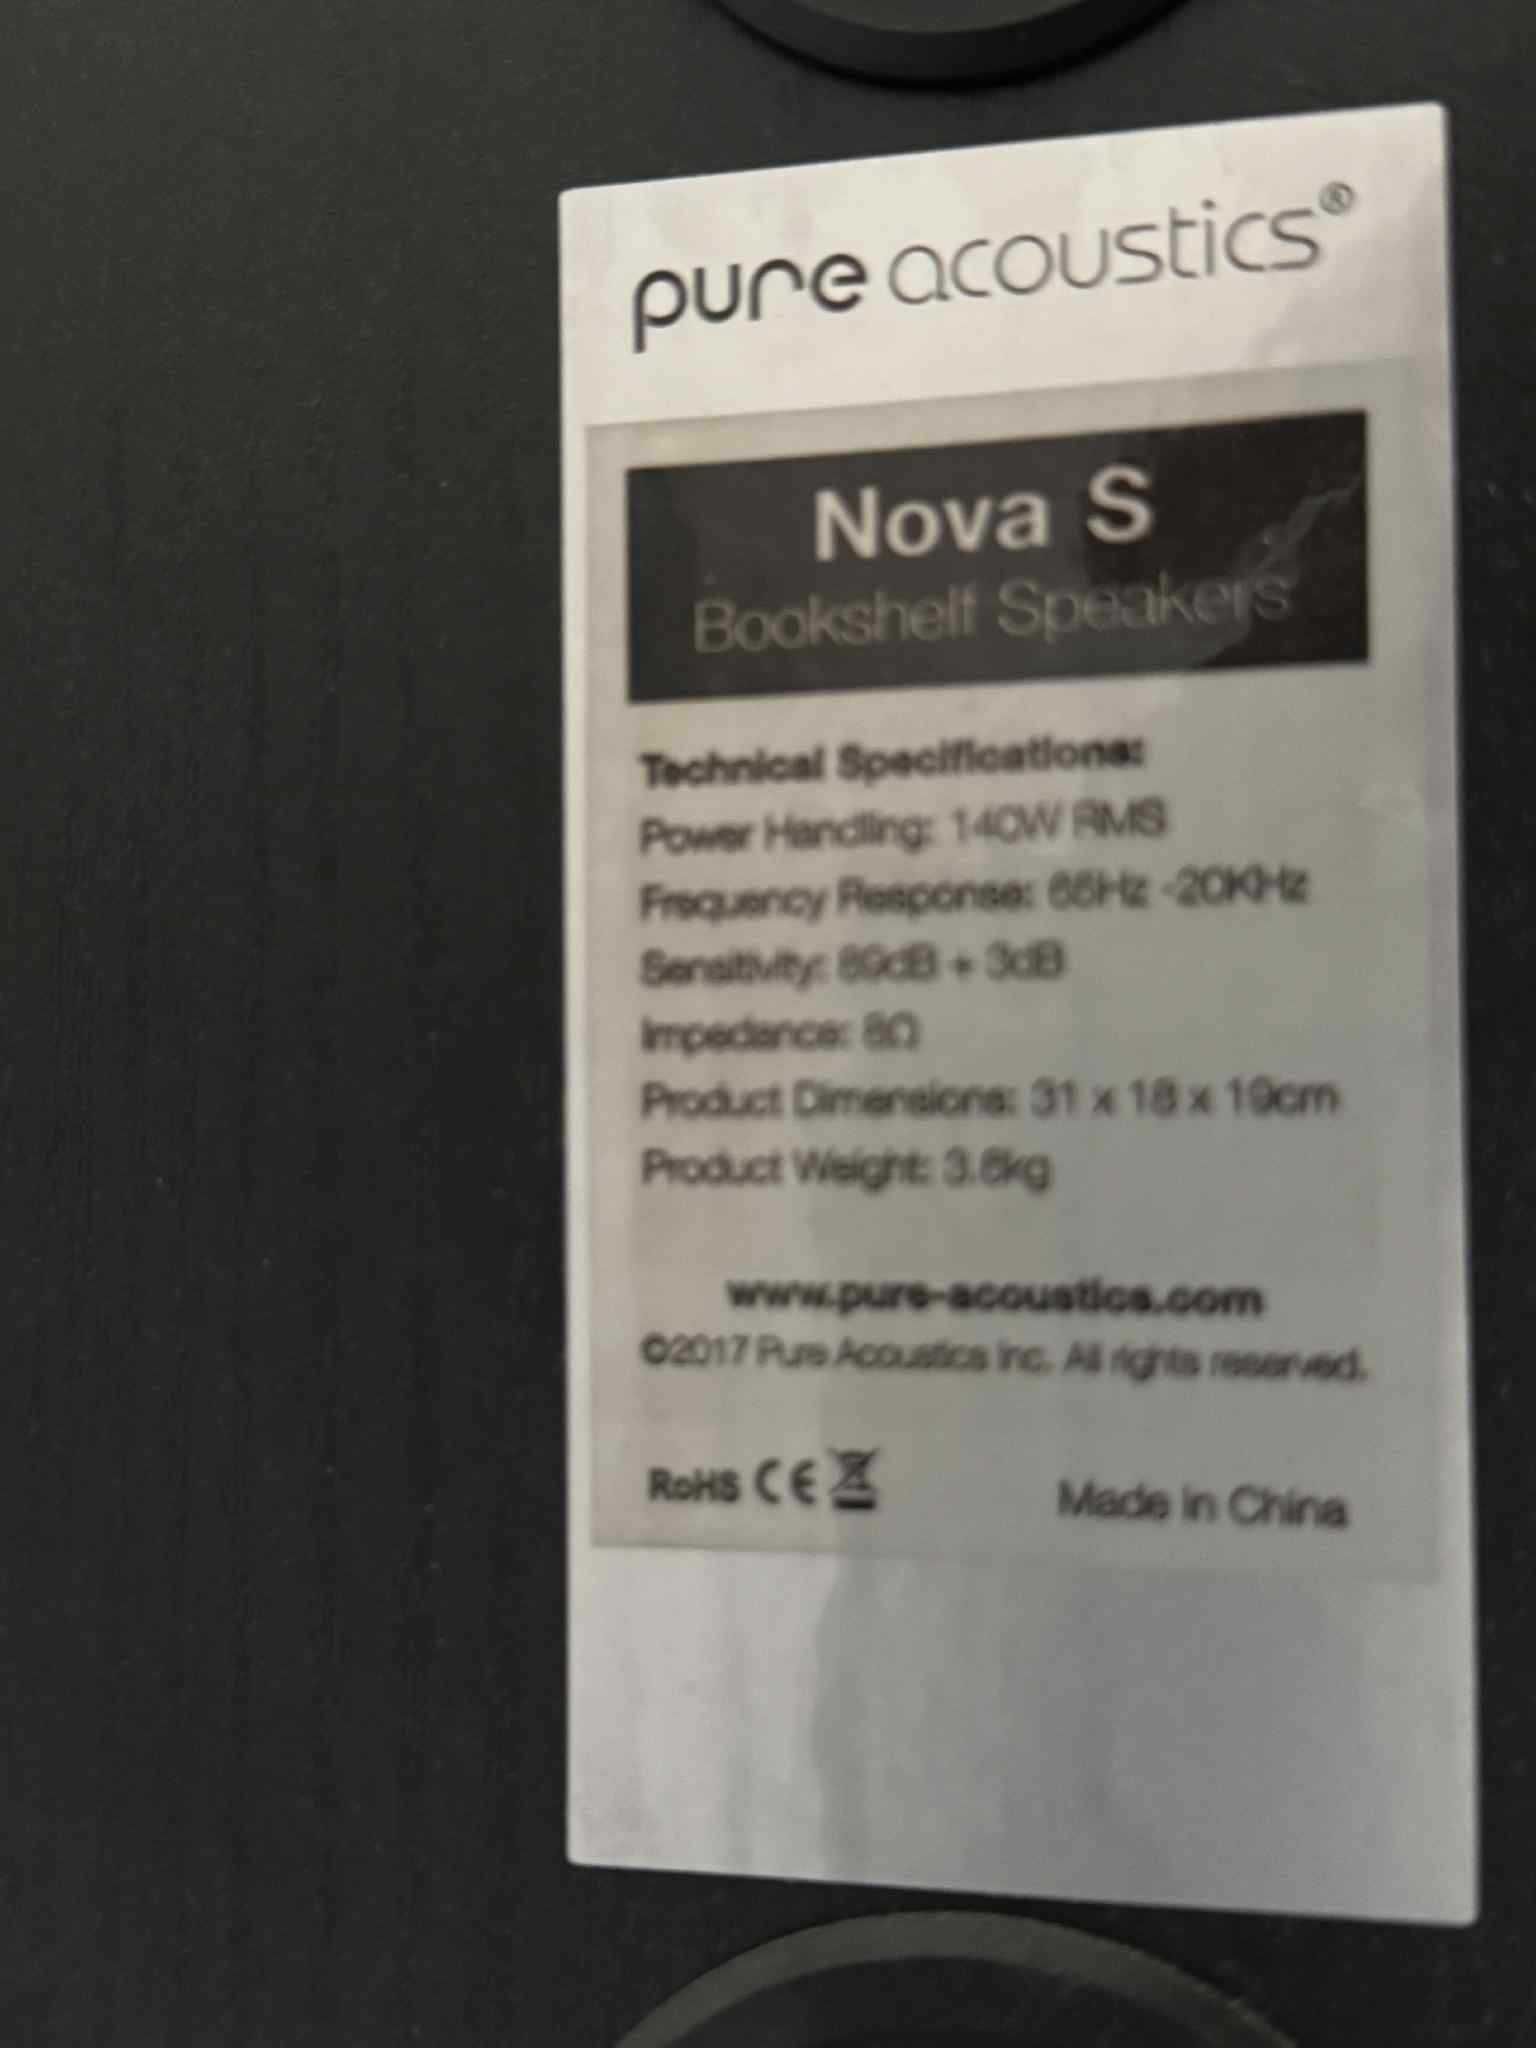 pure acoustics®
Nova S
Bookshelf Speakers
Technical Specifications:
Power Handling: 140W RMS
Frequency Response: 65Hz -20KHz
Sensitivity: 89dB + 3dB
Impedance: 8Ω
Product Dimensions: 31 x 18 x 19cm
Product Weight:
www.pure-acoustics.com
©2017 Pure Acoustics Inc. All rights reserved.
RoHS CE
Made in China